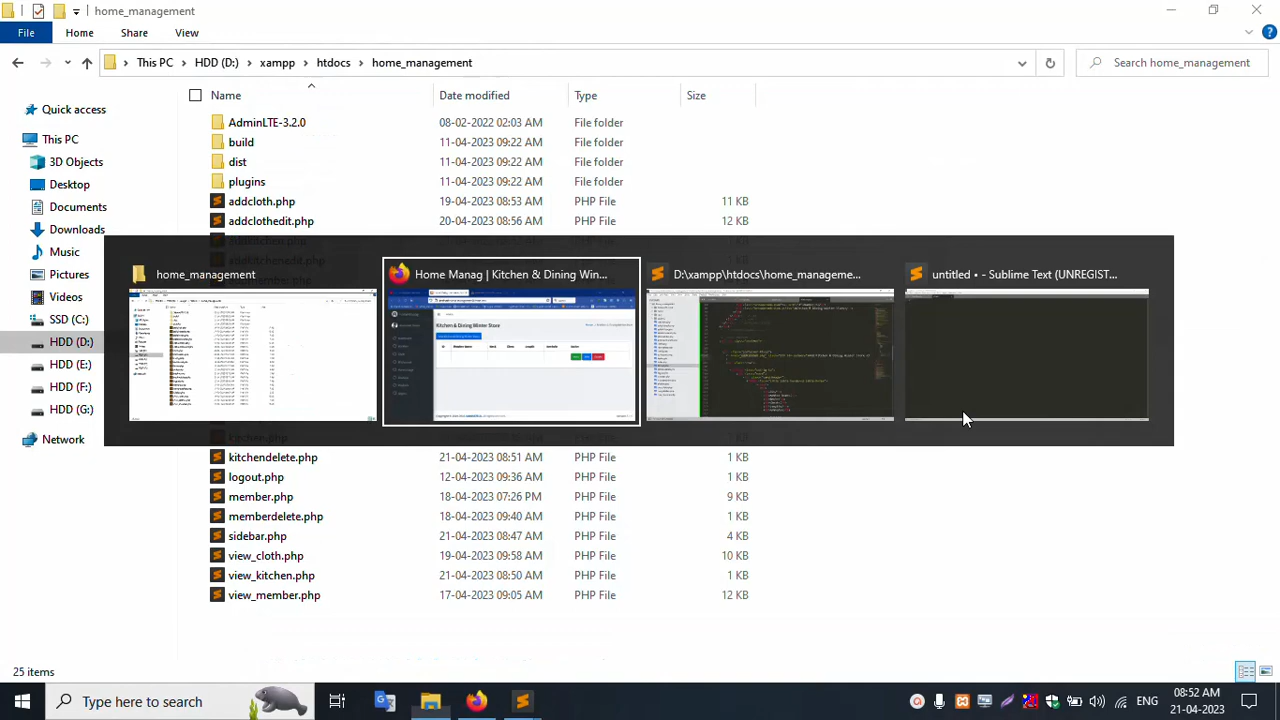 home_management
File Home Share View
This PC HDD (D:) xampp htdocs home_management
Search home_management
Name Date modified Type Size
Quick access
This PC
3D Objects
Desktop
Documents
Downloads
Music
Pictures
Videos
SSD (C:)
HDD (D:)
HDD (E:)
HDD (F:)
HDD (G:)
Network
AdminLTE-3.2.0 08-02-2022 02:03 AM File folder
build 11-04-2023 09:22 AM File folder
dist 11-04-2023 09:22 AM File folder
plugins 11-04-2023 09:22 AM File folder
addcloth.php 19-04-2023 08:53 AM PHP File 11 KB
addclothedit.php 20-04-2023 08:56 AM PHP File 12 KB
home_management
Home Manag | Kitchen & Dining Win...
D:\xampp\htdocs\home_manageme...
untitled • - Sublime Text (UNREGIST...
Kitchen & Dining Winter Store
kitchendelete.php 21-04-2023 08:51 AM PHP File 1 KB
logout.php 12-04-2023 09:36 AM PHP File 1 KB
member.php 18-04-2023 07:26 PM PHP File 9 KB
memberdelete.php 18-04-2023 09:40 AM PHP File 1 KB
sidebar.php 21-04-2023 08:47 AM PHP File 4 KB
view_cloth.php 19-04-2023 09:58 AM PHP File 10 KB
view_kitchen.php 21-04-2023 08:50 AM PHP File 1 KB
view_member.php 17-04-2023 09:05 AM PHP File 12 KB
25 items
Type here to search
ENG
08:52 AM
21-04-2023